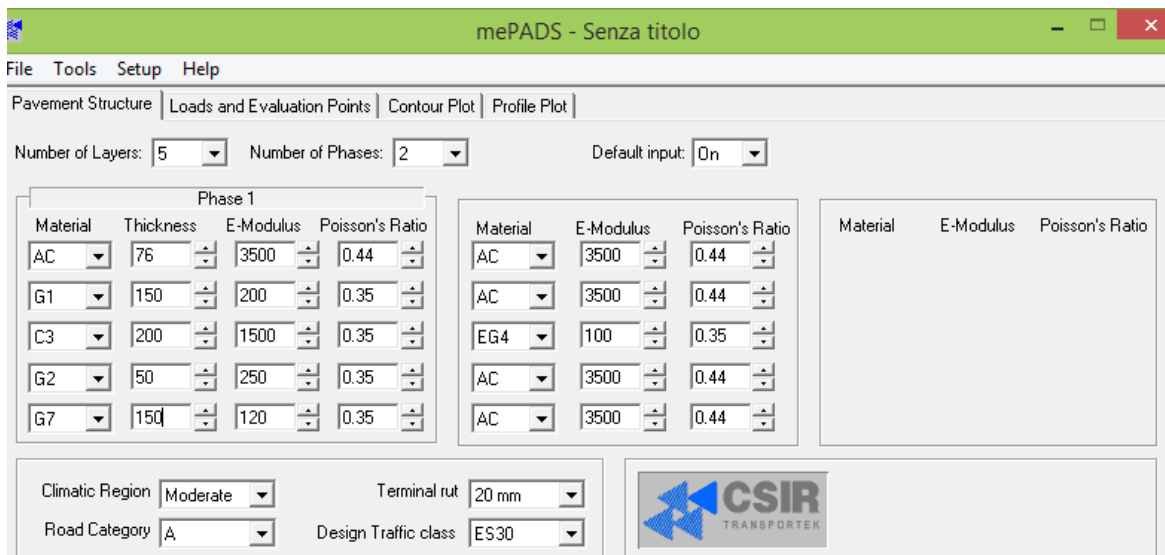 mePADS - Senza titolo
File Tools Setup Help
Pavement Structure Loads and Evaluation Points Contour Plot Profile Plot
Number of Layers: 5 Number of Phases: 2 Default input: On
Phase 1
Material Thickness E-Modulus Poisson's Ratio Material E-Modulus Poisson's Ratio Material E-Modulus Poisson's Ratio
AC 76 3500 0.44 AC 3500 0.44
G1 150 200 0.35 AC 3500 0.44
C3 200 1500 0.35 EG4 100 0.35
G2 50 250 0.35 AC 3500 0.44
G7 150 120 0.35 AC 3500 0.44
Climatic Region Moderate Terminal rut 20 mm
Road Category A Design Traffic class ES30
CSIR
TRANSPORTEK